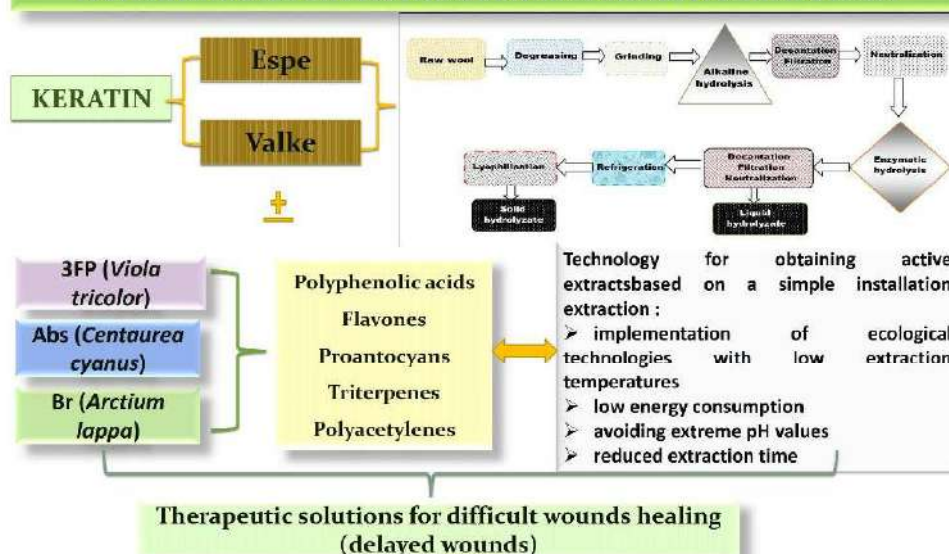 KERATIN
Espe
Valke
±
Raw wool
Degreasing
Grinding
Alkaline
hydrolysis
Decantation
Filtration
Neutralization
Enzymatic
hydrolysis
Decantation
Filtration
Neutralization
Refrigeration
Lyophilisation
Solid
hydrolyzate
Liquid
hydrolyzate
3FP (Viola
tricolor)
Abs (Centaurea
cyanus)
Br (Arctium
lappa)
Polyphenolic acids
Flavones
Proantocyans
Triterpenes
Polyacetylenes
Technology for obtaining active
extractsbased on a simple installation
extraction :
➢ implementation of ecological
technologies with low extraction
temperatures
➢ low energy consumption
➢ avoiding extreme pH values
➢ reduced extraction time
Therapeutic solutions for difficult wounds healing
(delayed wounds)